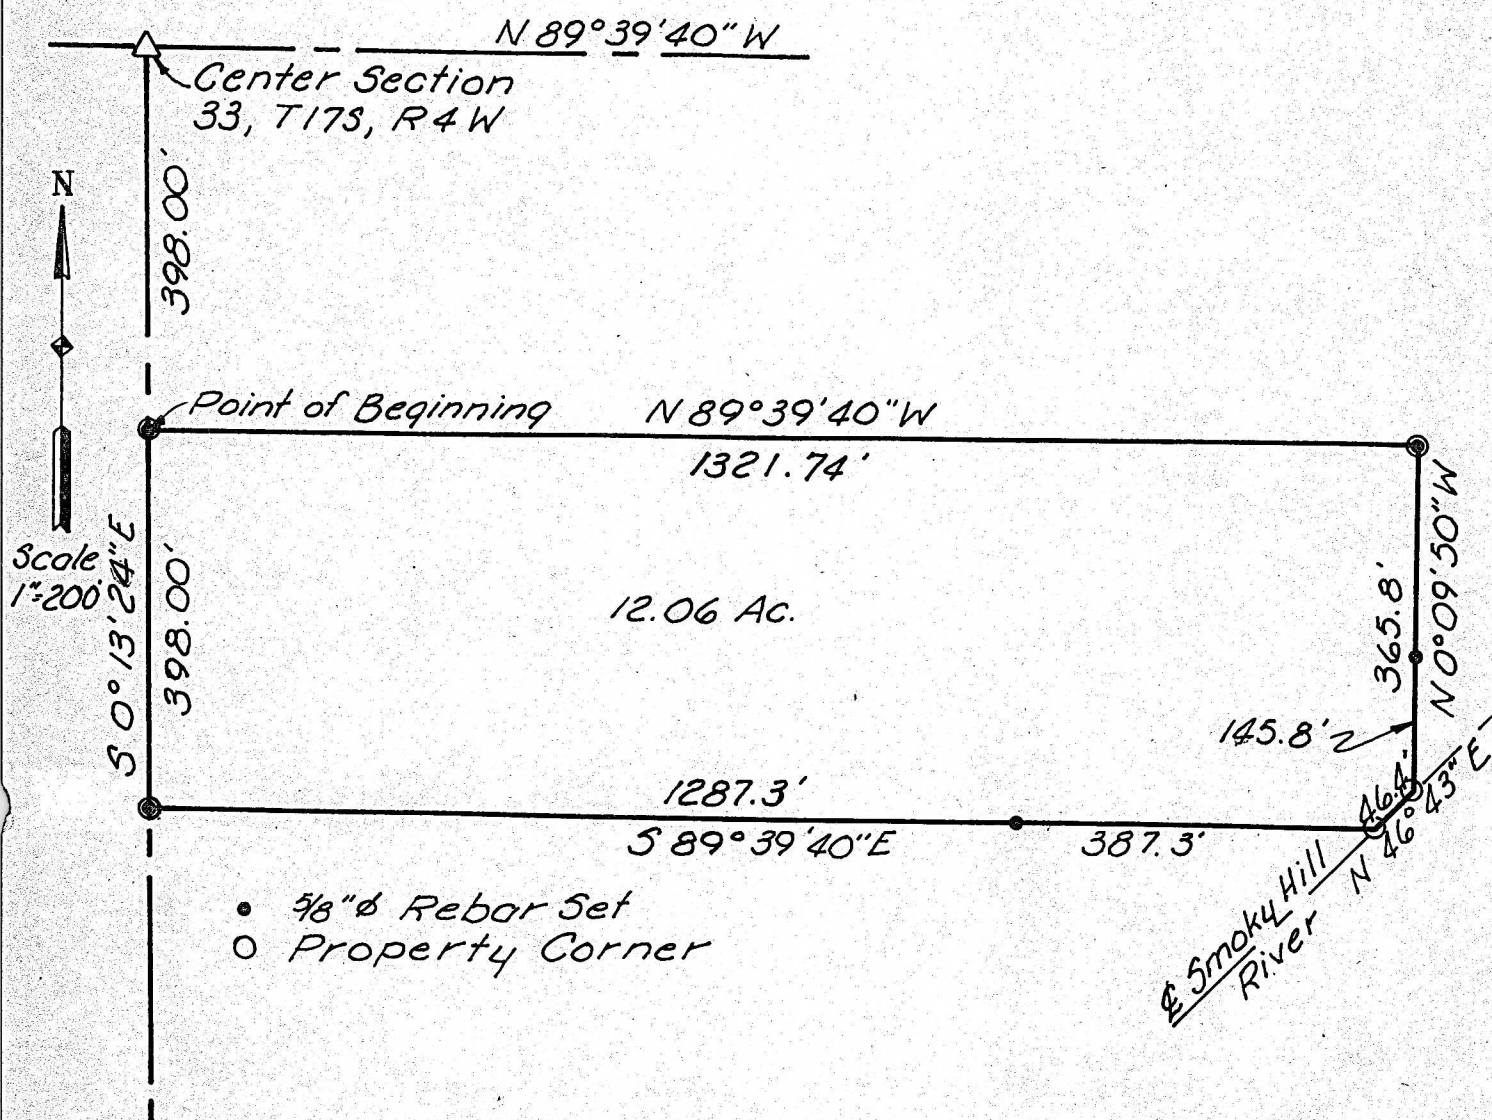 N 89°39'40" W
Center Section
33, T17S, R4W
398.00'
N
Scale
1"=200'
Point of Beginning
N 89°39'40" W
1321.74'
S 0°13'24" E
398.00'
12.06 Ac.
365.8'
N 0°09'50" W
145.8'
46.4'
N 46°43" E
1287.3'
S 89°39'40" E
387.3'
℄ Smoky Hill
River
5/8"ø Rebar Set
Property Corner